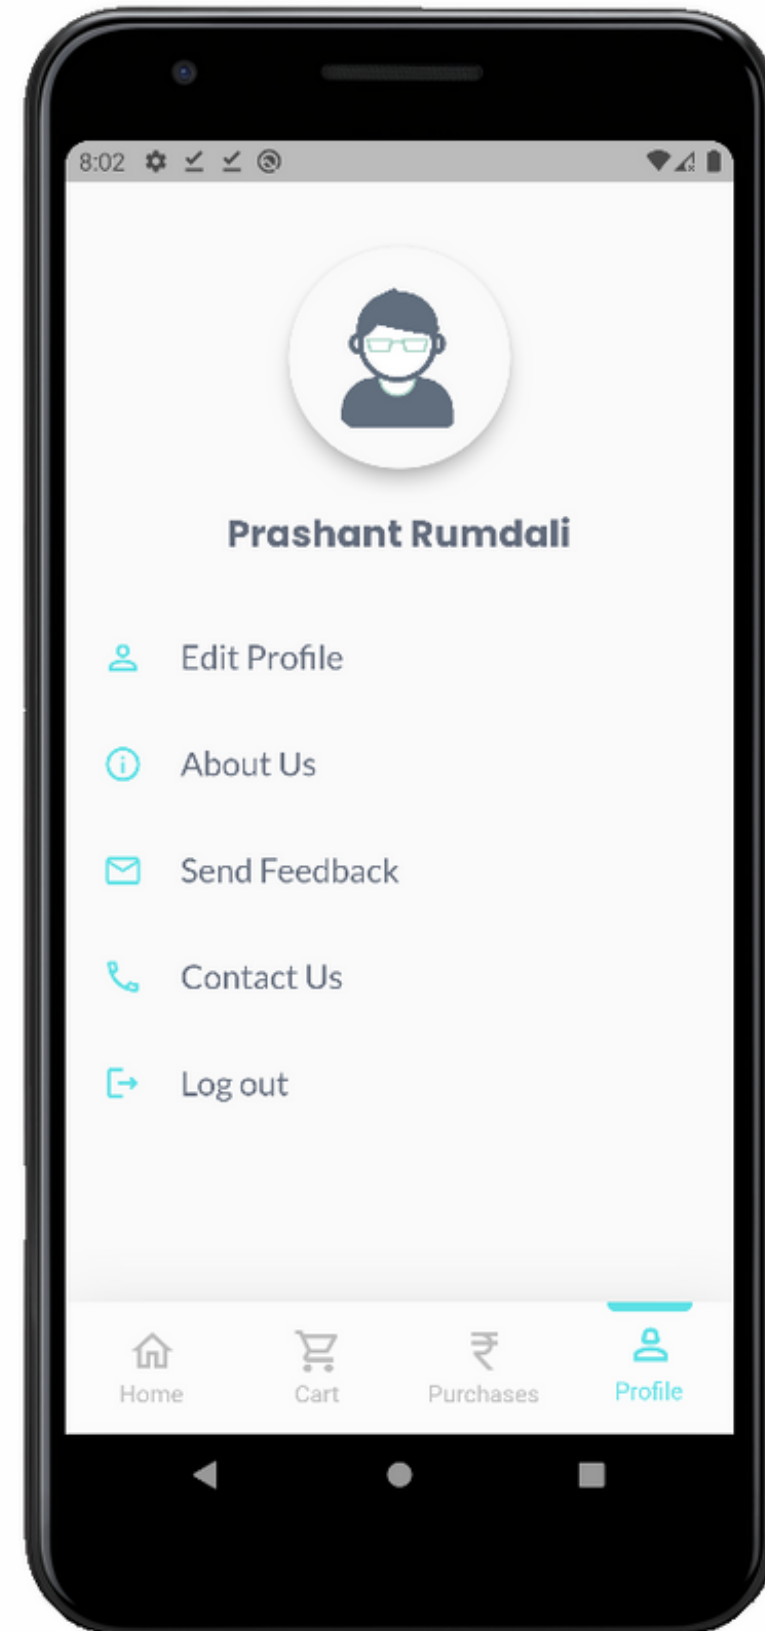 8:02
Prashant Rumdali
Edit Profile
About Us
Send Feedback
Contact Us
Log out
Home Cart Purchases Profile